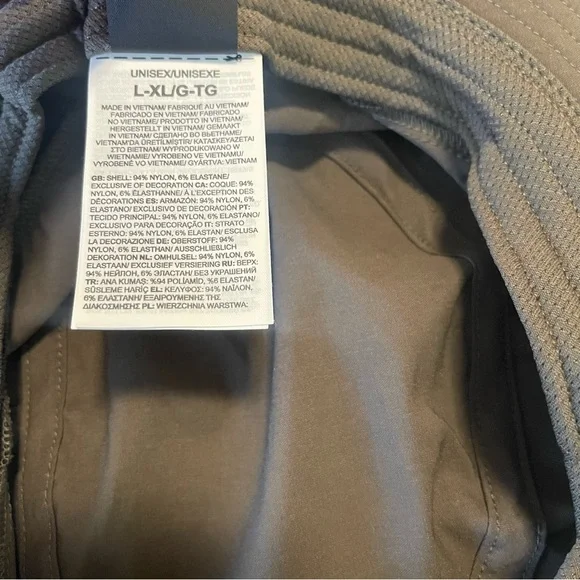 UNISEX/UNISEXE
L-XL/G-TG
MADE IN VIETNAM/ FABRIQUÉ AU VIETNAM/
FABRICADO EN VIETNAM/ FABRICADO
NO VIETNAME/ PRODOTTO IN VIETNAM/
HERGESTELLT IN VIETNAM/ GEMAAKT
IN VIETNAM/ СДЕЛАНО ВО ВЬЕТНАМЕ/
VIETNAM'DA ÜRETİLMİŞTİR/ ΚΑΤΑΣΚΕΥΑΖΕΤΑΙ
ΣΤΟ ΒΙΕΤΝΑΜ/ WYPRODUKOWANO W
WIETNAMIE/ VYROBENO VE VIETNAMU/
VYROBENÉ VO VIETNAME/ GYÁRTVA: VIETNAM
GB: SHELL: 94% NYLON, 6% ELASTANE/
EXCLUSIVE OF DECORATION CA: COQUE: 94%
NYLON, 6% ÉLASTHANNE/ À L'EXCEPTION DES
DÉCORATIONS ES: ARMAZÓN: 94% NYLON, 6%
ELASTANO/ EXCLUSIVO DE DECORACIÓN PT:
TECIDO PRINCIPAL: 94% NYLON, 6% ELASTANO/
EXCLUSIVO PARA DECORAÇÃO IT: STRATO
ESTERNO: 94% NYLON, 6% ELASTAN/ ESCLUSA
LA DECORAZIONE DE: OBERSTOFF: 94%
NYLON, 6% ELASTHAN/ AUSSCHLIEßLICH
DEKORATION NL: OMHULSEL: 94% NYLON, 6%
ELASTAAN/ EXCLUSIEF VERSIERING RU: ВЕРХ:
94% НЕЙЛОН, 6% ЭЛАСТАН/ БЕЗ УКРАШЕНИЙ
TR: ANA KUMAŞ: %94 POLİAMİD, %6 ELASTAN/
SÜSLEME HARİÇ EL: ΚΕΛΥΦΟΣ: 94% ΝΑΪΛΟΝ,
6% ΕΛΑΣΤΑΝΗ/ ΕΞΑΙΡΟΥΜΕΝΗΣ ΤΗΣ
ΔΙΑΚΟΣΜΗΣΗΣ PL: WIERZCHNIA WARSTWA: